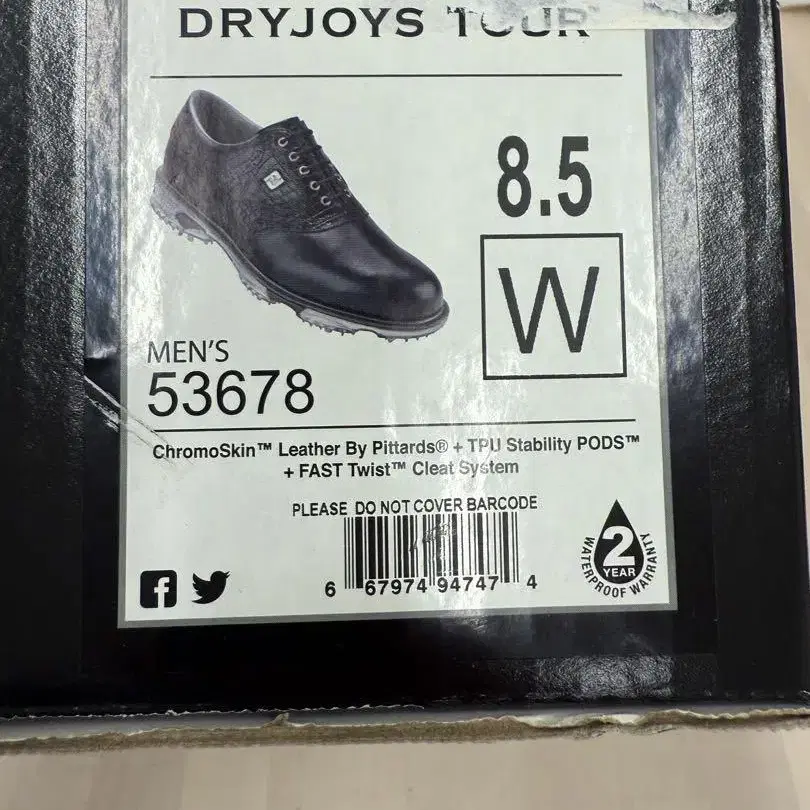 DRYJOYS TOUR
8.5
W
MEN'S
53678
ChromoSkin™ Leather By Pittards® + TPU Stability PODS™
+ FAST Twist™ Cleat System
PLEASE DO NOT COVER BARCODE
6 67974 94747 4
2
YEAR
WATERPROOF WARRANTY